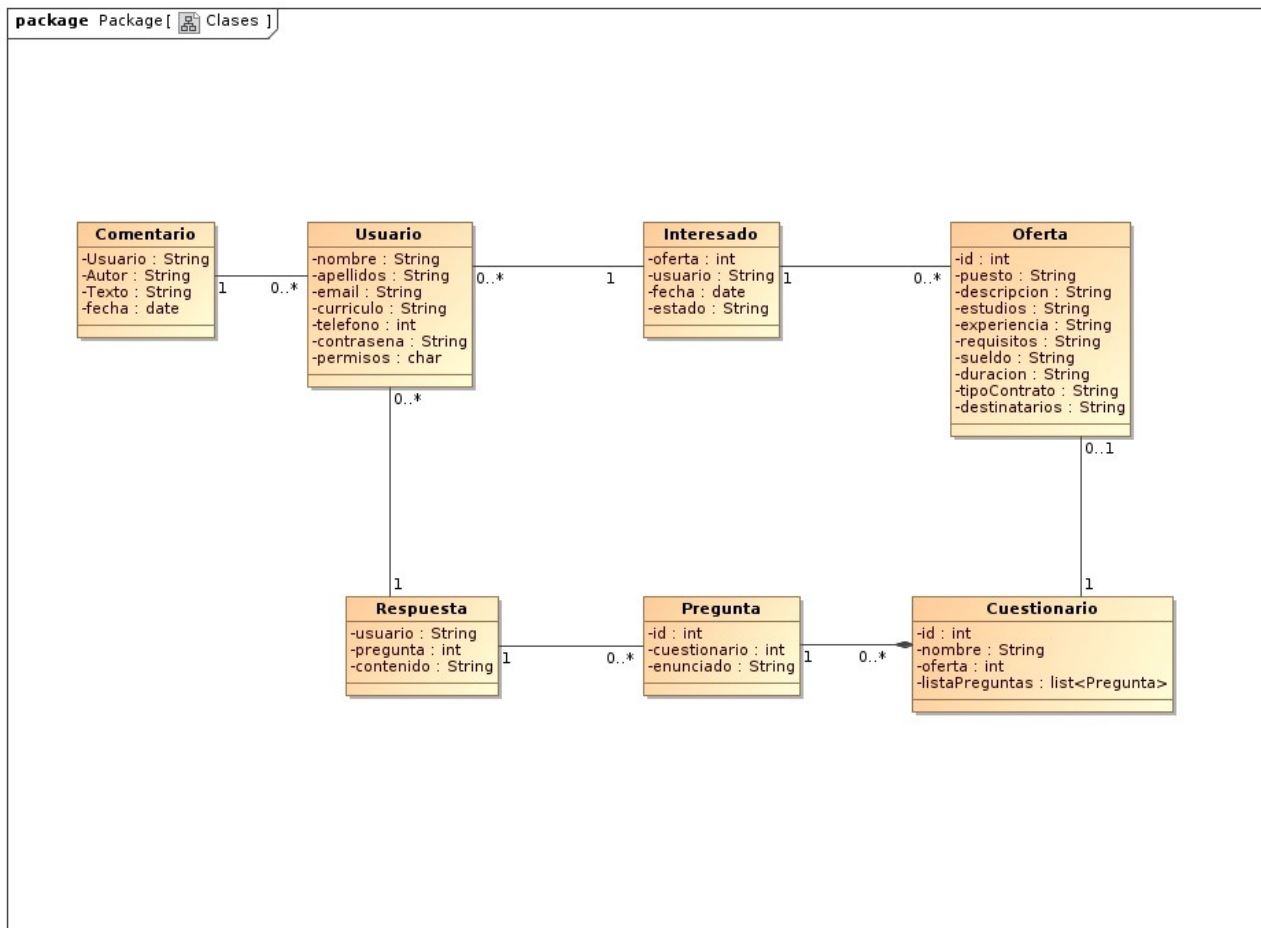 package Package[ Clases ]
Comentario
-Usuario : String
-Autor : String
-Texto : String
-fecha : date
1
0..*
Usuario
-nombre : String
-apellidos : String
-email : String
-curriculo : String
-telefono : int
-contrasena : String
-permisos : char
0..*
1
Interesado
-oferta : int
-usuario : String
-fecha : date
-estado : String
1
0..*
Oferta
-id : int
-puesto : String
-descripcion : String
-estudios : String
-experiencia : String
-requisitos : String
-sueldo : String
-duracion : String
-tipoContrato : String
-destinatarios : String
0..*
0..1
1
1
Respuesta
-usuario : String
-pregunta : int
-contenido : String
1
0..*
Pregunta
-id : int
-cuestionario : int
-enunciado : String
1
0..*
Cuestionario
-id : int
-nombre : String
-oferta : int
-listaPreguntas : list<Pregunta>